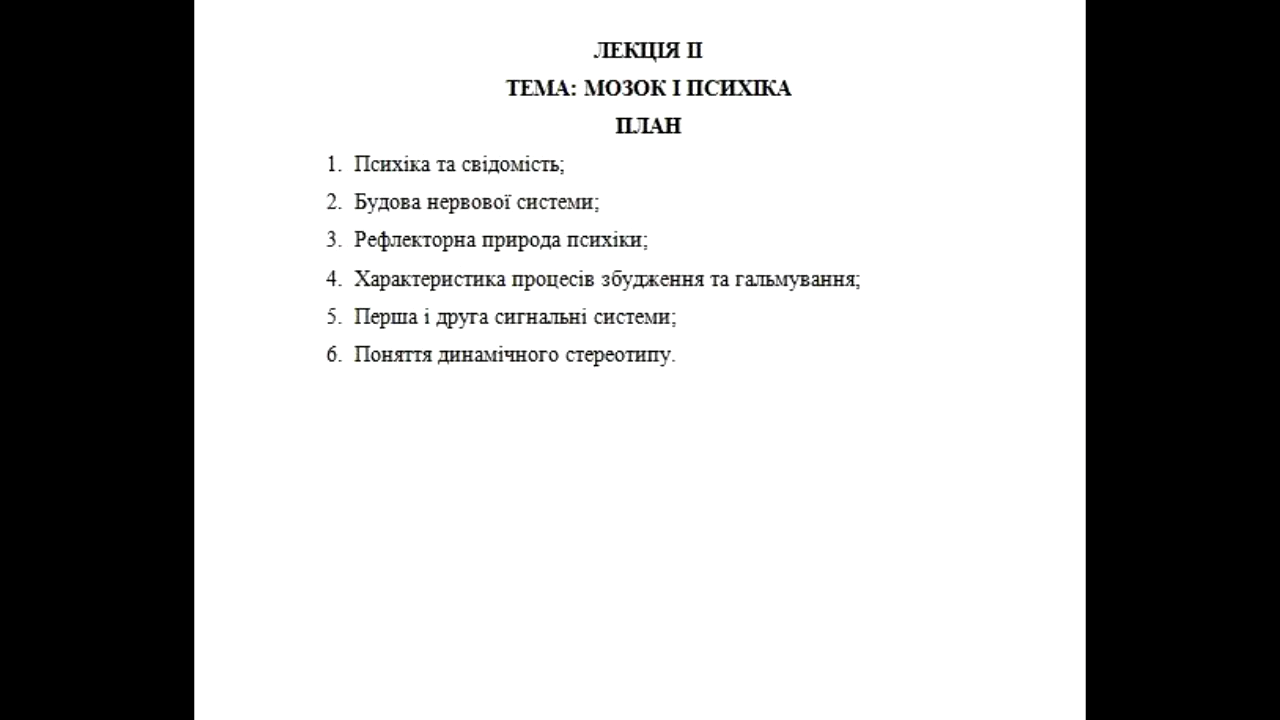 ЛЕКЦІЯ ІІ
ТЕМА: МОЗОК І ПСИХІКА
ПЛАН
1. Психіка та свідомість;
2. Будова нервової системи;
3. Рефлекторна природа психіки;
4. Характеристика процесів збудження та гальмування;
5. Перша і друга сигнальні системи;
6. Поняття динамічного стереотипу.